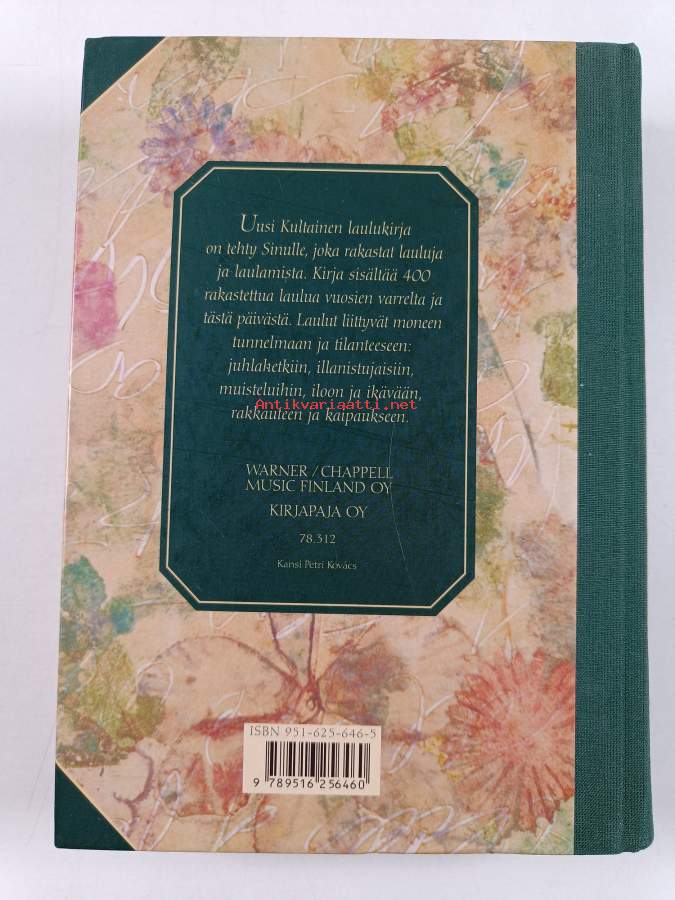 Uusi Kultainen laulukirja
on tehty Sinulle, joka rakastat lauluja
ja laulamista. Kirja sisältää 400
rakastettua laulua vuosien varrelta ja
tästä päivästä. Laulut liittyvät moneen
tunnelmaan ja tilanteeseen:
juhlahetkiin, illanistujaisiin,
muisteluihin, iloon ja ikävään,
Antikvariaatti.net
rakkauteen ja kaipaukseen.
WARNER/CHAPPELL
MUSIC FINLAND OY
KIRJAPAJA OY
78.312
Kansi Petri Kovács
ISBN 951-625-646-5
9 789516 256460